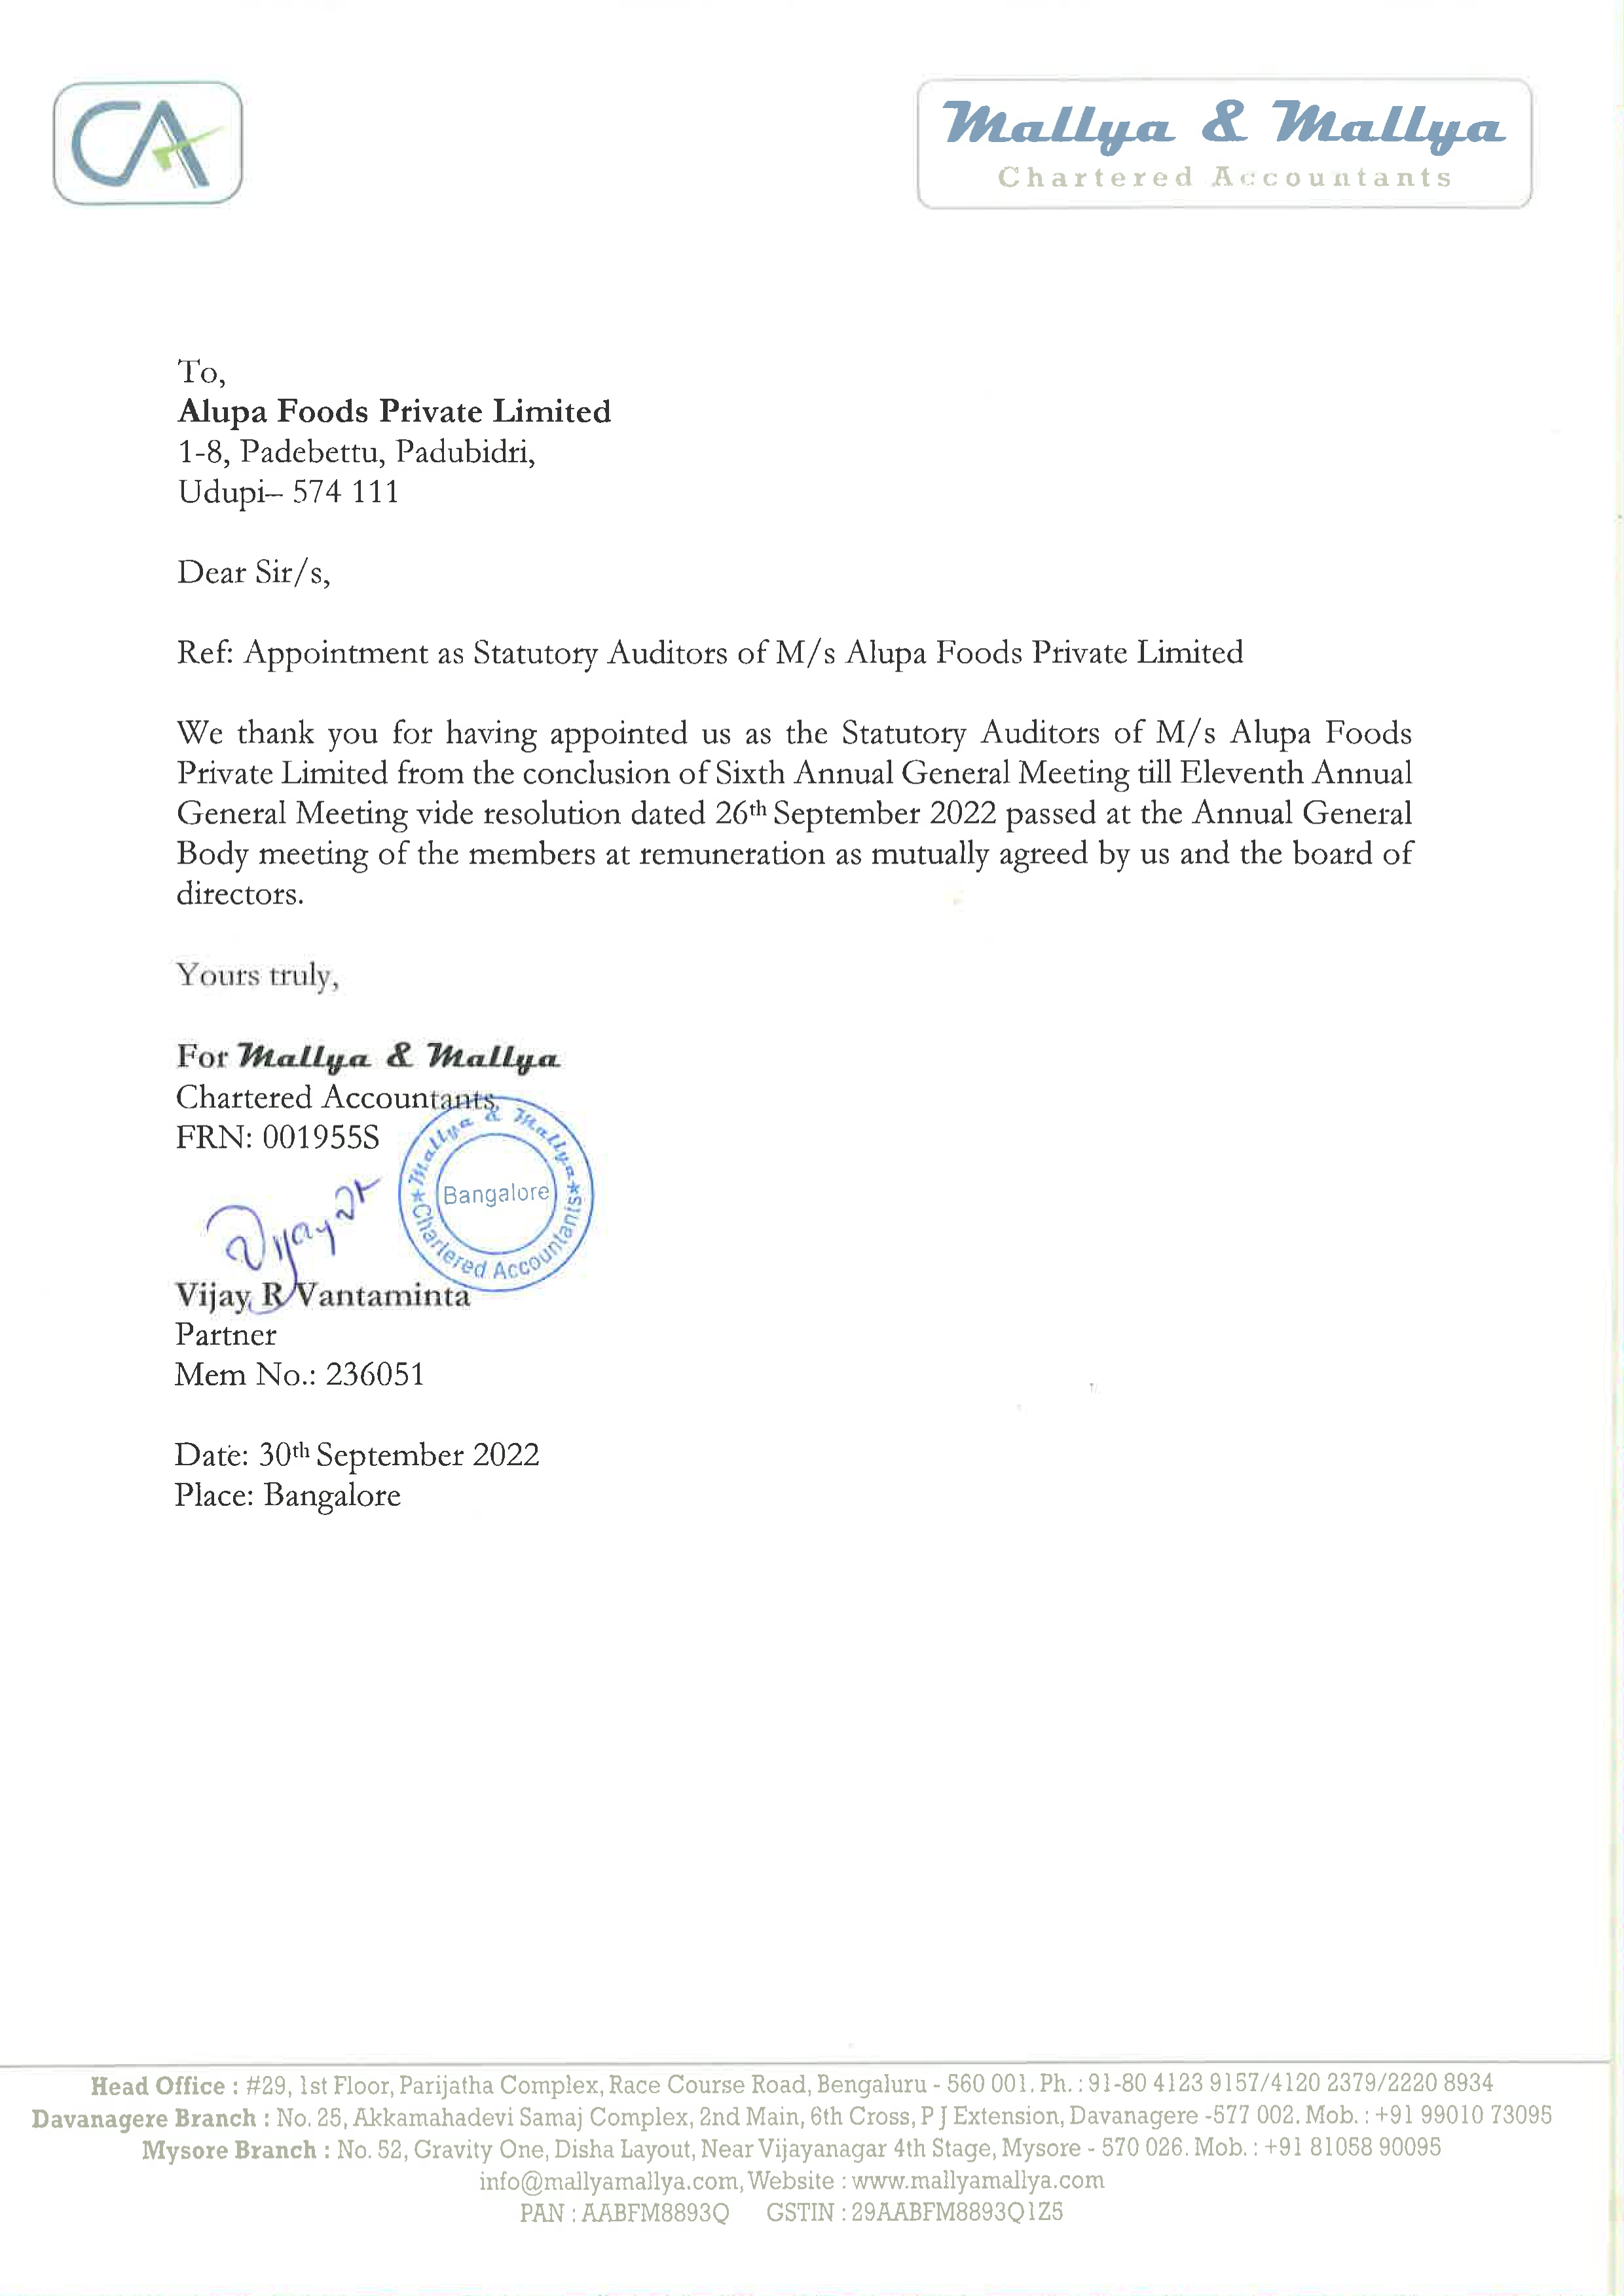 CA
Mallya & Mallya
Chartered Accountants
To,
Alupa Foods Private Limited
1-8, Padebettu, Padubidri,
Udupi– 574 111
Dear Sir/s,
Ref: Appointment as Statutory Auditors of M/s Alupa Foods Private Limited
We thank you for having appointed us as the Statutory Auditors of M/s Alupa Foods
Private Limited from the conclusion of Sixth Annual General Meeting till Eleventh Annual
General Meeting vide resolution dated 26th September 2022 passed at the Annual General
Body meeting of the members at remuneration as mutually agreed by us and the board of
directors.
Yours truly,
For Mallya & Mallya
Chartered Accountants
FRN: 001955S
Mallya & Mallya
Bangalore
Chartered Accountants
Vijay R
Vijay R Vantaminta
Partner
Mem No.: 236051
Date: 30th September 2022
Place: Bangalore
Head Office : #29, 1st Floor, Parijatha Complex, Race Course Road, Bengaluru - 560 001. Ph. : 91-80 4123 9157/4120 2379/2220 8934
Davanagere Branch : No. 25, Akkamahadevi Samaj Complex, 2nd Main, 6th Cross, P J Extension, Davanagere -577 002. Mob. : +91 99010 73095
Mysore Branch : No. 52, Gravity One, Disha Layout, Near Vijayanagar 4th Stage, Mysore - 570 026. Mob. : +91 81058 90095
info@mallyamallya.com, Website : www.mallyamallya.com
PAN : AABFM8893Q GSTIN : 29AABFM8893Q1Z5